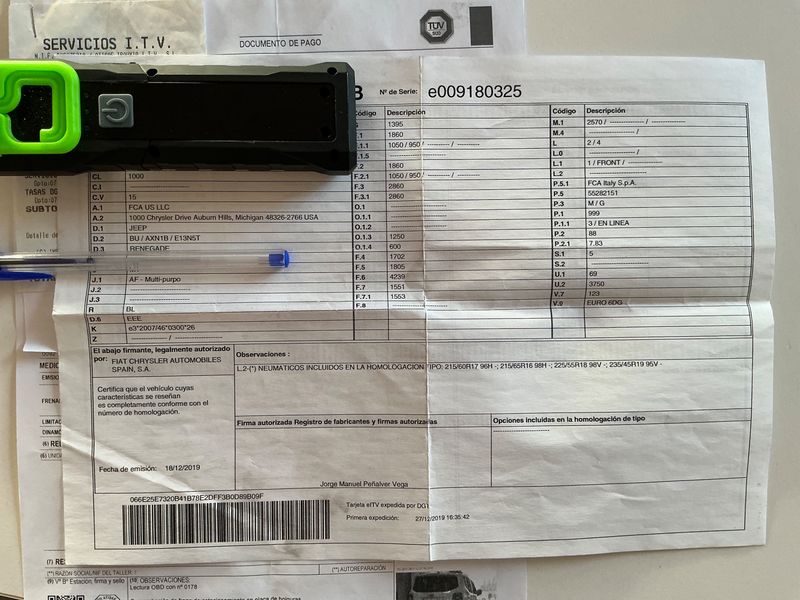 SERVICIOS I.T.V.
DOCUMENTO DE PAGO
TÜV
SÜD
Nº de Serie: e009180325
Código Descripción
1395
1860
1050 / 950 / ---------- / ----------
1860
F.2.1 1050 / 950 / ---------- / ----------
F.3 2860
F.3.1 2860
O.1
O.1.1
O.1.2
O.1.3 1250
O.1.4 600
F.4 1702
F.5 1805
F.6 4239
F.7 1551
F.7.1 1553
F.8
Código Descripción
M.1 2570 / -------------- / --------------
M.4 --------------------/
L 2 / 4
L.0 --------------------/
L.1 1 / FRONT / --------------
L.2
P.5.1 FCA Italy S.p.A.
P.5 55282151
P.3 M / G
P.1 999
P.1.1 3 / EN LINEA
P.2 88
P.2.1 7.83
S.1 5
S.2
U.1 69
U.2 3750
V.7 123
V.9 EURO 6DG
CL 1000
C.I
C.V 15
A.1 FCA US LLC
A.2 1000 Chrysler Drive Auburn Hills, Michigan 48326-2766 USA
D.1 JEEP
D.2 BU / AXN1B / E13N5T
D.3 RENEGADE
J.1 AF - Multi-purpo
J.2
J.3
R BL
D.6 EEE
K e3*2007/46*0300*26
Z
TASAS
SUBTO
El abajo firmante, legalmente autorizado
por: FIAT CHRYSLER AUTOMOBILES
SPAIN, S.A.
Certifica que el vehículo cuyas
características se reseñan
es completamente conforme con el
número de homologación.
Fecha de emisión: 18/12/2019
Observaciones :
L.2-(*) NEUMATICOS INCLUIDOS EN LA HOMOLOGACION TIPO: 215/60R17 96H -; 215/65R16 98H -; 225/55R18 98V -; 235/45R19 95V -
Firma autorizada Registro de fabricantes y firmas autorizadas
Jorge Manuel Peñalver Vega
Opciones incluidas en la homologación de tipo
066E25E7320B41B78E2DFF3B0D89B09F
Tarjeta eITV expedida por DGT
Primera expedición: 27/12/2019 16:35:42
(**) RAZON SOCIAL/NIF DEL TALLER:
(**) AUTOREPARACIÓN
(9) Vº Bº Estación, firma y sello
(10) OBSERVACIONES:
Lectura OBD con nº 0178